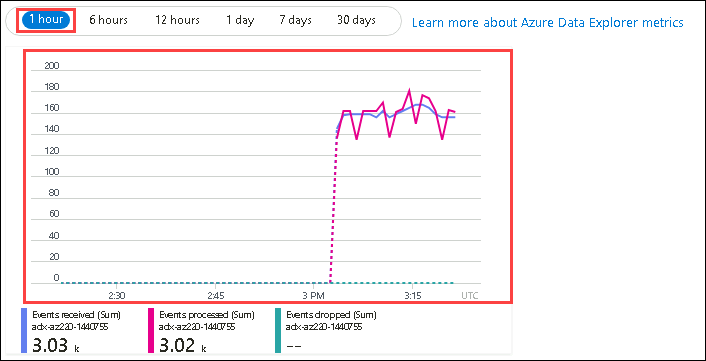 1 hour 6 hours 12 hours 1 day 7 days 30 days Learn more about Azure Data Explorer metrics
200
180
160
140
120
100
80
60
40
20
0
2:30 2:45 3 PM 3:15 UTC
Events received (Sum) Events processed (Sum) Events dropped (Sum)
adx-az220-1440755 adx-az220-1440755 adx-az220-1440755
3.03 k 3.02 k --